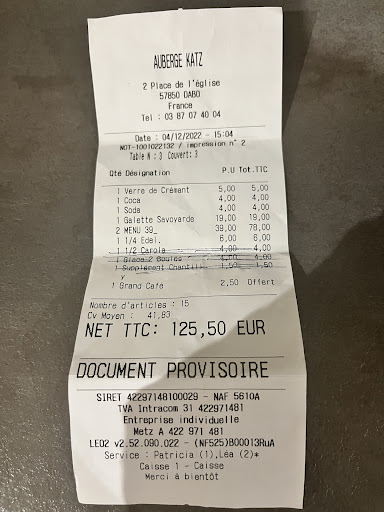 AUBERGE KATZ
2 Place de l'église
57850 DABO
France
Tel : 03 87 07 40 04
Date : 04/12/2022 - 15:04
NOT-1001022132 / impression n° 2
Table N : 3 Couvert: 3
Qté Désignation P.U Tot.TTC
1 Verre de Crémant 5,00 5,00
1 Coca 4,00 4,00
1 Soda 4,00 4,00
1 Galette Savoyarde 19,00 19,00
2 MENU 39_ 39,00 78,00
1 1/4 Edel. 6,00 6,00
1 1/2 Carola 4,00 4,00
1 Glace 2 Boules 4,00 4,00
1 Supplément Chantill 1,50 1,50
y
1 Grand Café 2,50 Offert
Nombre d'articles : 15
Cv Moyen : 41,83
NET TTC: 125,50 EUR
DOCUMENT PROVISOIRE
SIRET 42297148100029 - NAF 5610A
TVA Intracom 31 422971481
Entreprise individuelle
Metz A 422 971 481
LEO2 v2.52.090.022 - (NF525)B00013RuA
Service : Patricia (1),Léa (2)*
Caisse 1 - Caisse
Merci à bientôt